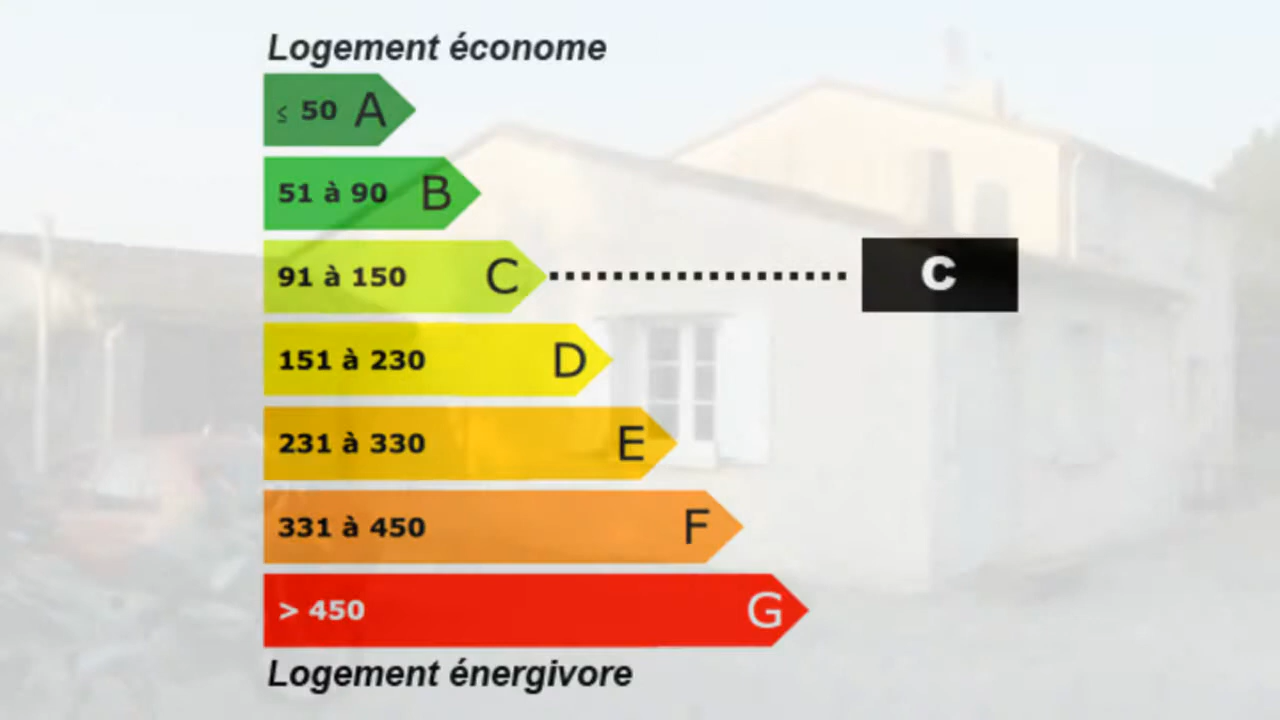 Logement économe
≤ 50 A
51 à 90 B
91 à 150 C C
151 à 230 D
231 à 330 E
331 à 450 F
> 450 G
Logement énergivore